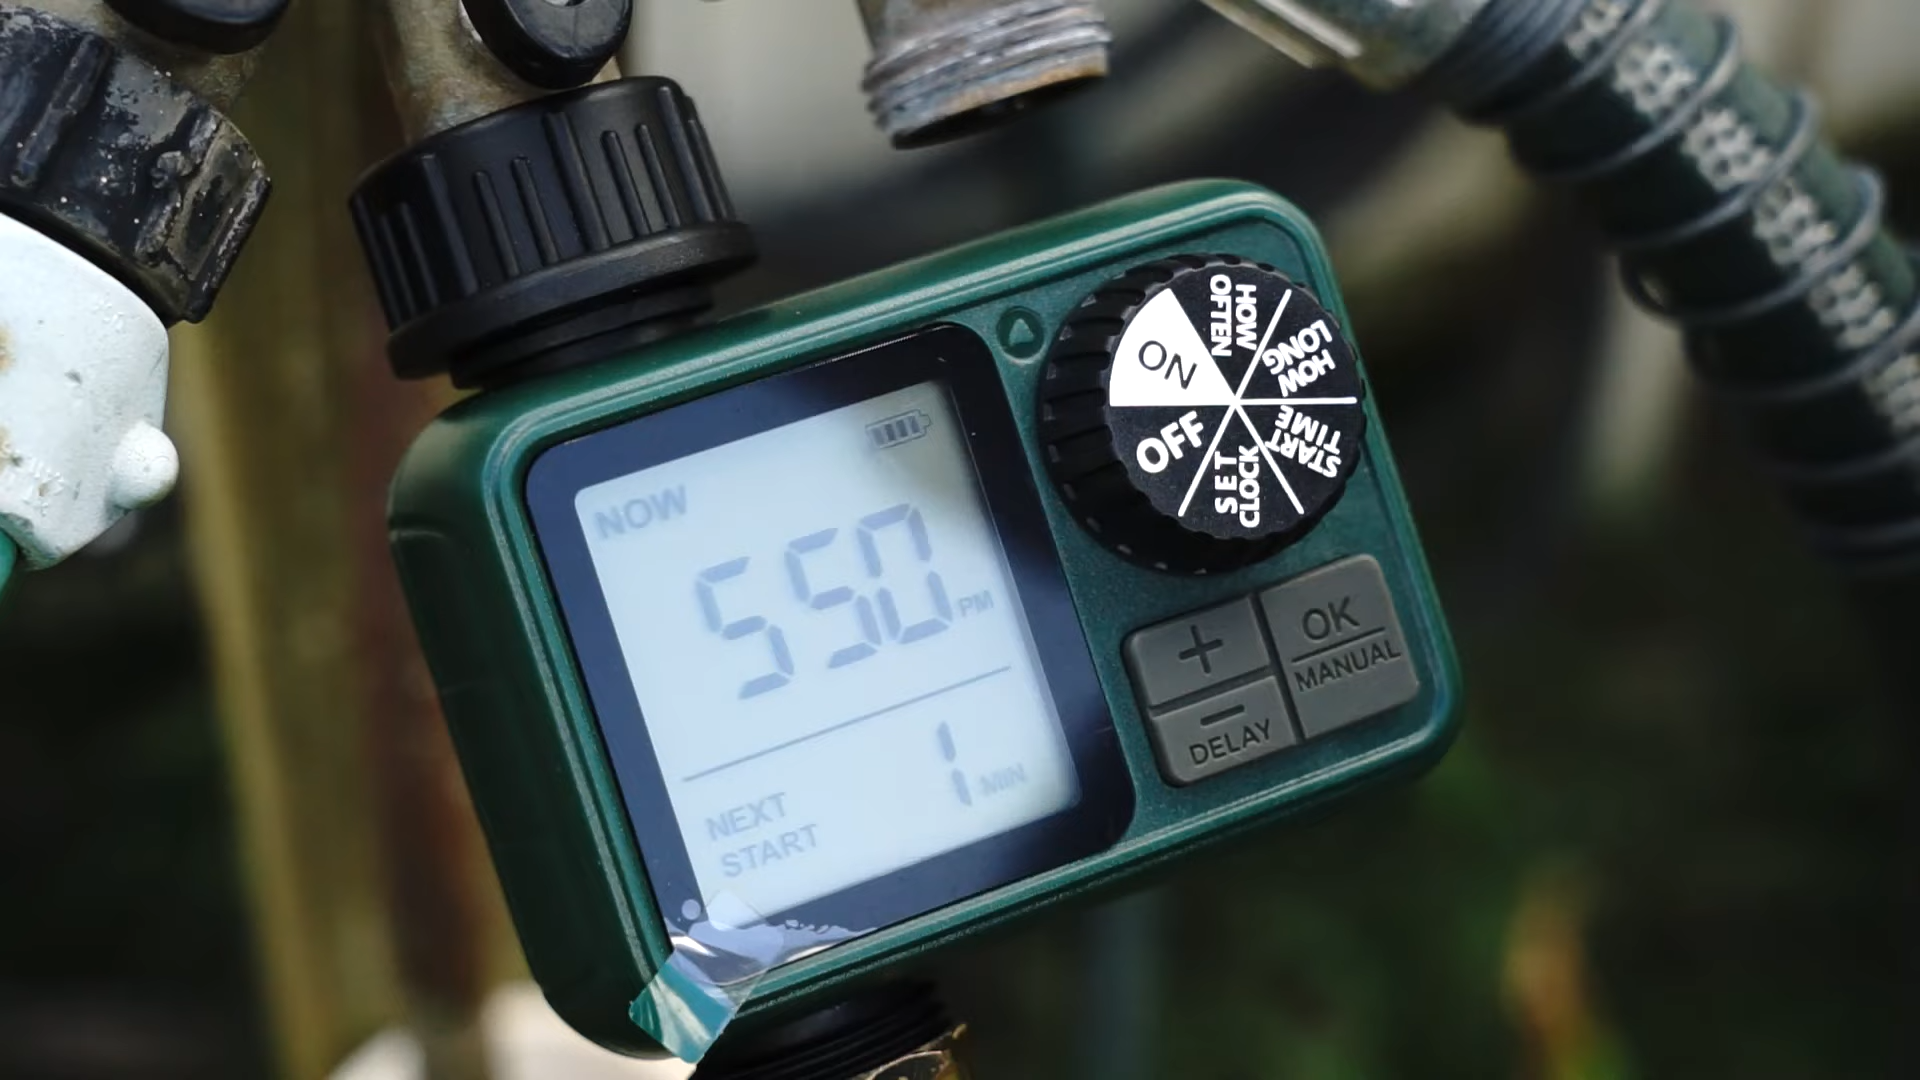 NOW
5 50 PM
NEXT
START
1 MIN
ON
HOW
OFTEN
HOW
LONG
START
TIME
SET
CLOCK
OFF
+
-
DELAY
OK
MANUAL